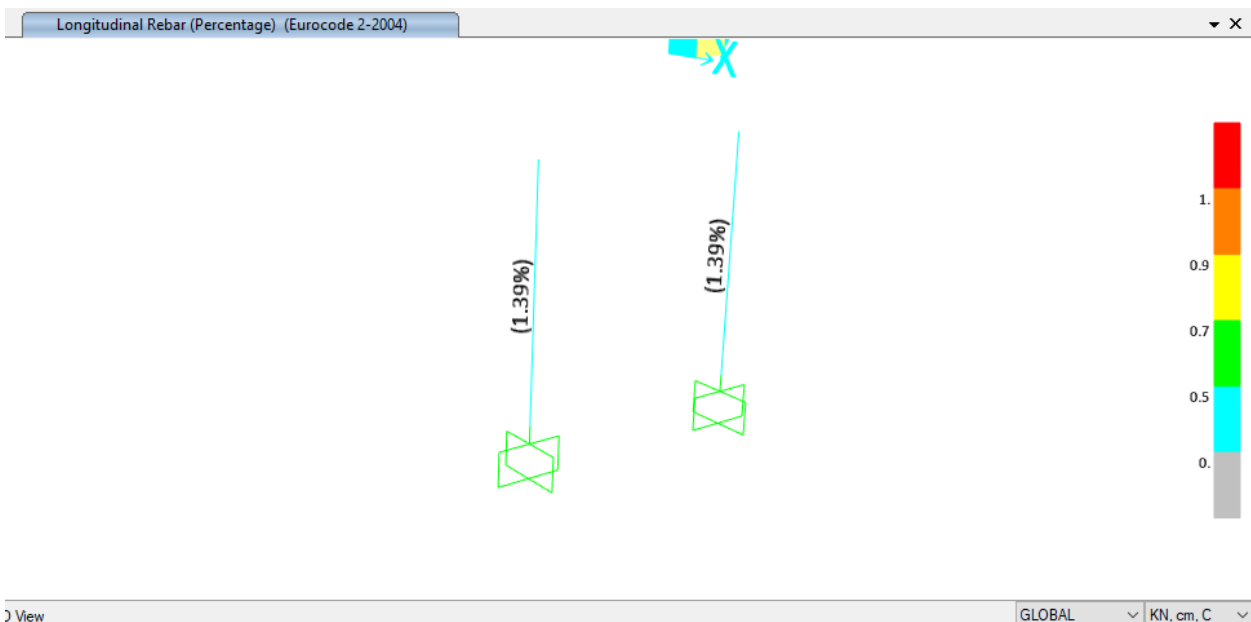 Longitudinal Rebar (Percentage) (Eurocode 2-2004)
X
(1.39%)
(1.39%)
1.
0.9
0.7
0.5
0.
D View
GLOBAL
KN, cm, C